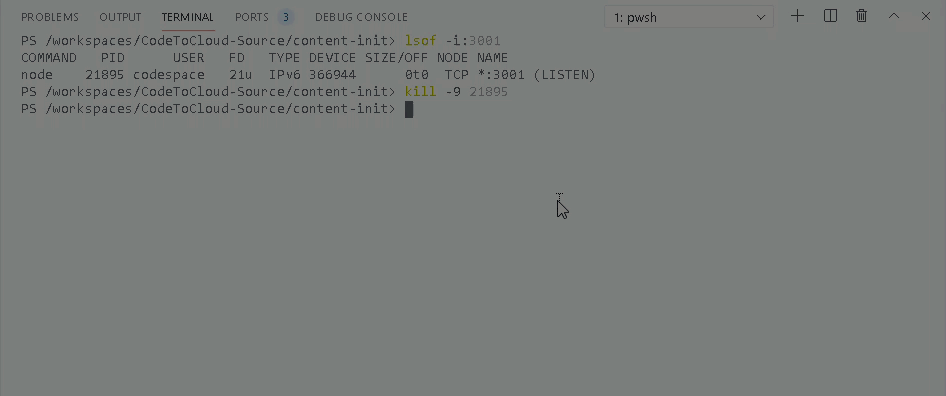 PROBLEMS OUTPUT TERMINAL PORTS 3 DEBUG CONSOLE 1: pwsh
PS /workspaces/CodeToCloud-Source/content-init> lsof -i:3001
COMMAND PID USER FD TYPE DEVICE SIZE/OFF NODE NAME
node 21895 codespace 21u IPv6 366944 0t0 TCP *:3001 (LISTEN)
PS /workspaces/CodeToCloud-Source/content-init> kill -9 21895
PS /workspaces/CodeToCloud-Source/content-init>